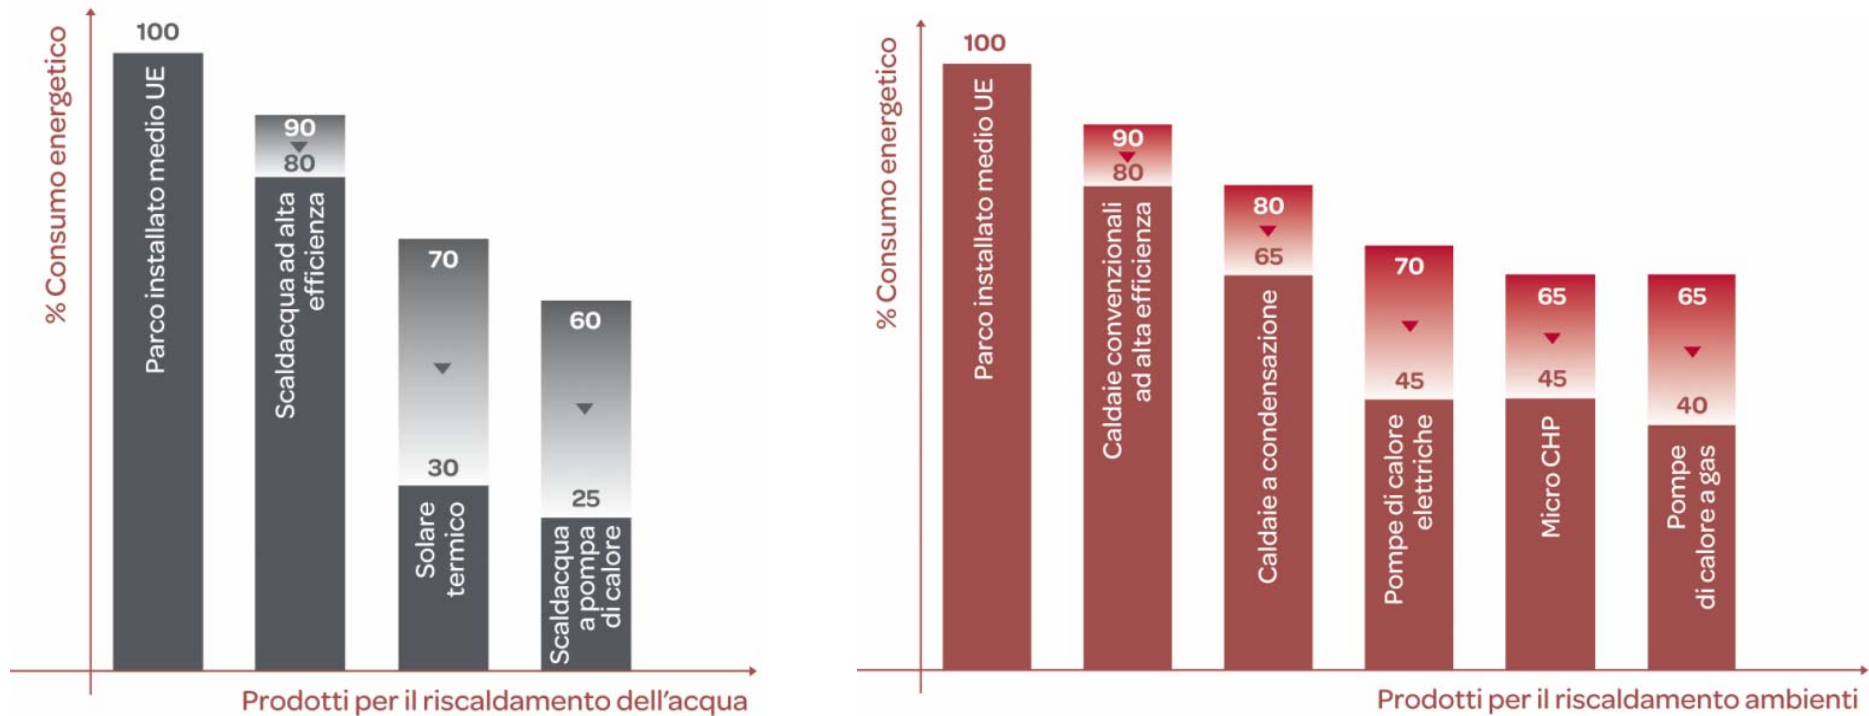 % Consumo energetico
100
Parco installato medio UE
90
80
Scaldacqua ad alta
efficienza
70
30
Solare
termico
60
25
Scaldacqua
a pompa
di calore
Prodotti per il riscaldamento dell'acqua
% Consumo energetico
100
Parco installato medio UE
90
80
Caldaie convenzionali
ad alta efficienza
80
65
Caldaie a condensazione
70
45
Pompe di calore
elettriche
65
45
Micro CHP
65
40
Pompe
di calore a gas
Prodotti per il riscaldamento ambienti